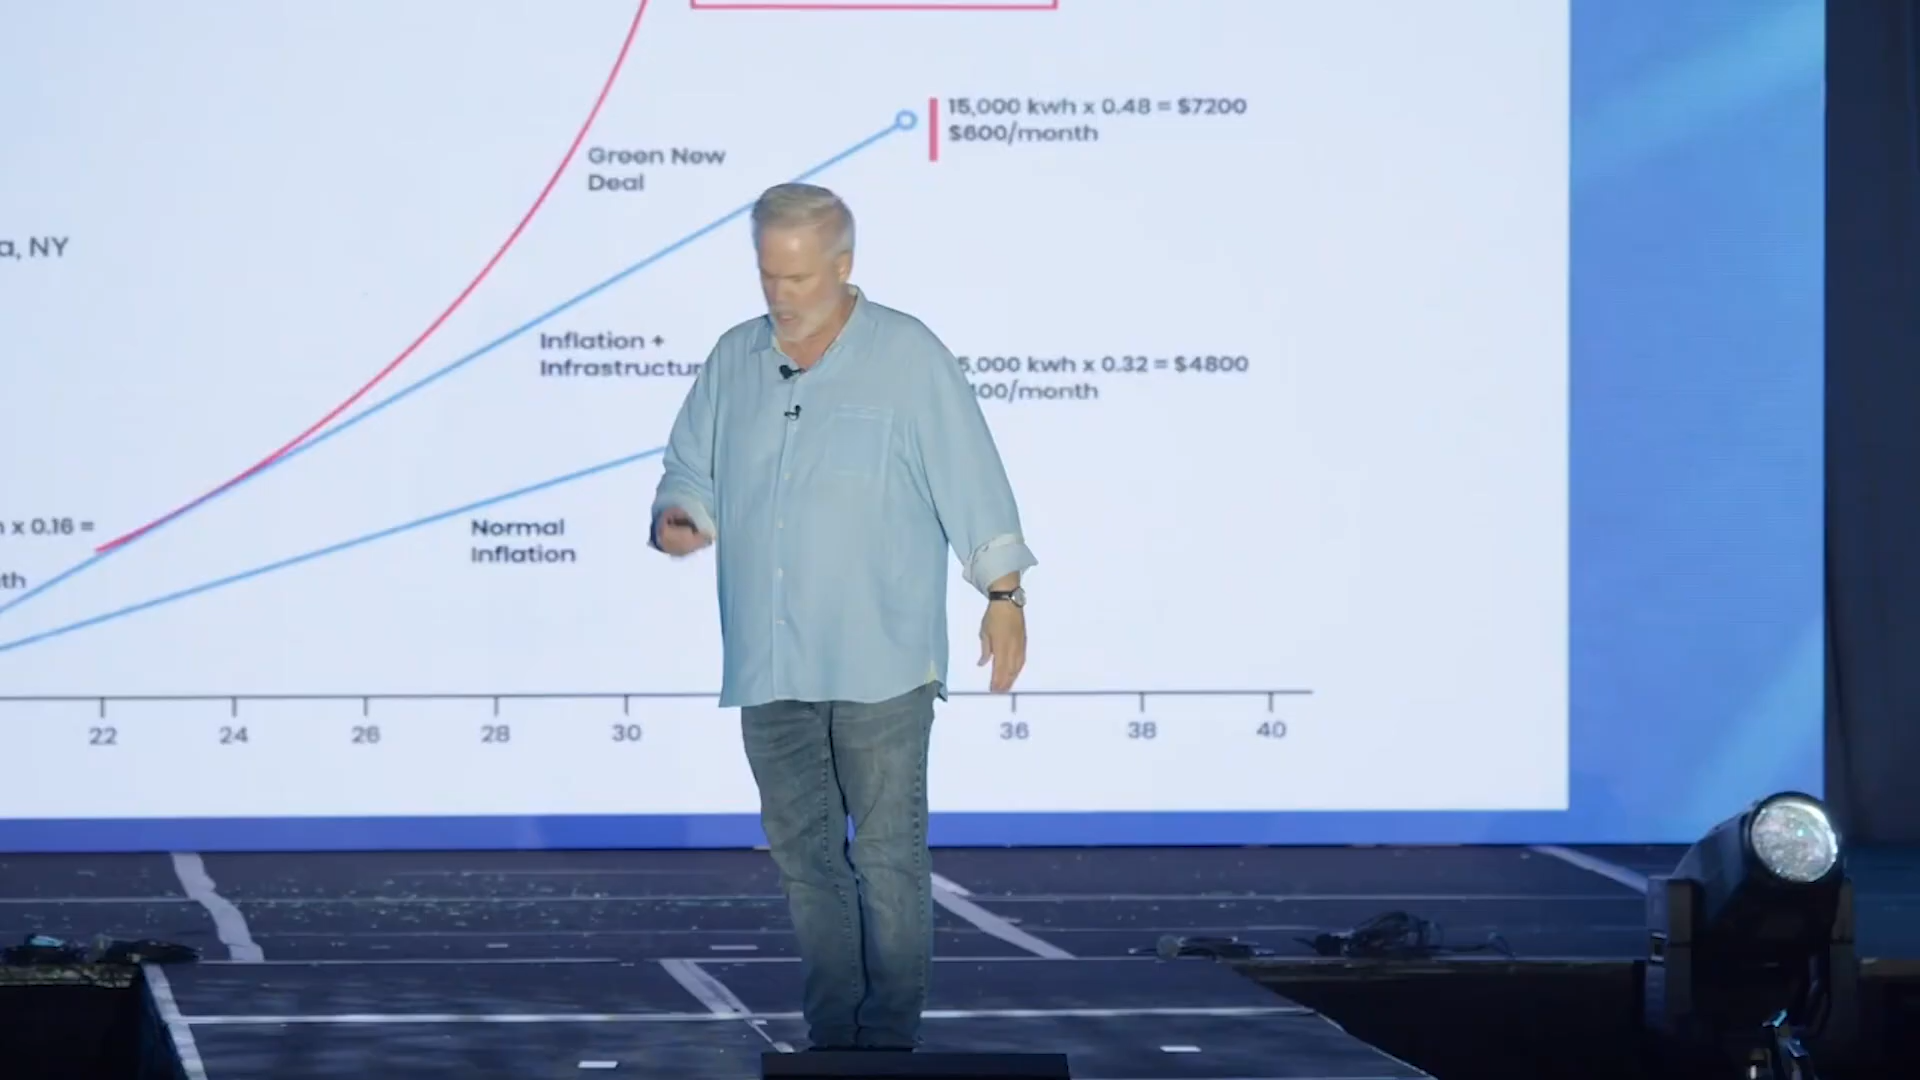 15,000 kwh x 0.48 = $7200
$600/month
Green New
Deal
a, NY
Inflation +
Infrastructur
5,000 kwh x 0.32 = $4800
00/month
x 0.16 =
Normal
Inflation
th
22 24 26 28 30 36 38 40